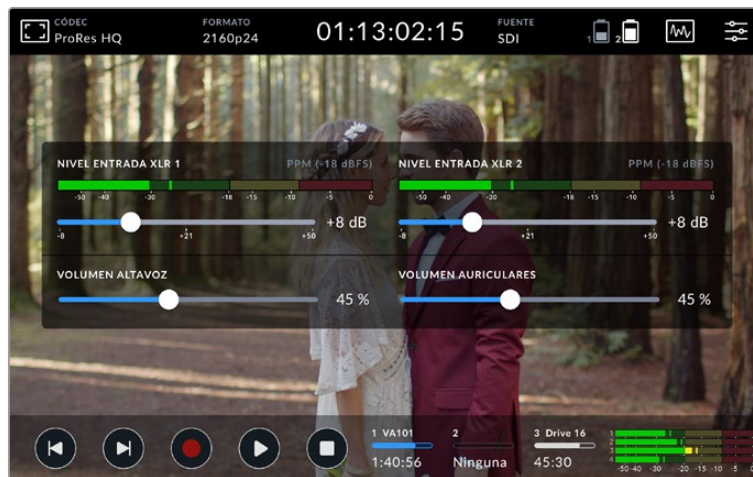 CÓDEC FORMATO 01:13:02:15 FUENTE
ProRes HQ 2160p24 SDI 1 2
NIVEL ENTRADA XLR 1 PPM (-18 dBFS) NIVEL ENTRADA XLR 2 PPM (-18 dBFS)
-50 -40 -30 -18 -15 -10 -5 0 -50 -40 -30 -18 -15 -10 -5 0
+8 dB +8 dB
-8 +21 +50 -8 +21 +50
VOLUMEN ALTAVOZ VOLUMEN AURICULARES
45 % 45 %
1 VA101 2 3 Drive 16
1:40:56 Ninguna 45:30
1
2
3
4
-50 -40 -30 -20 -15 -10 -5 0